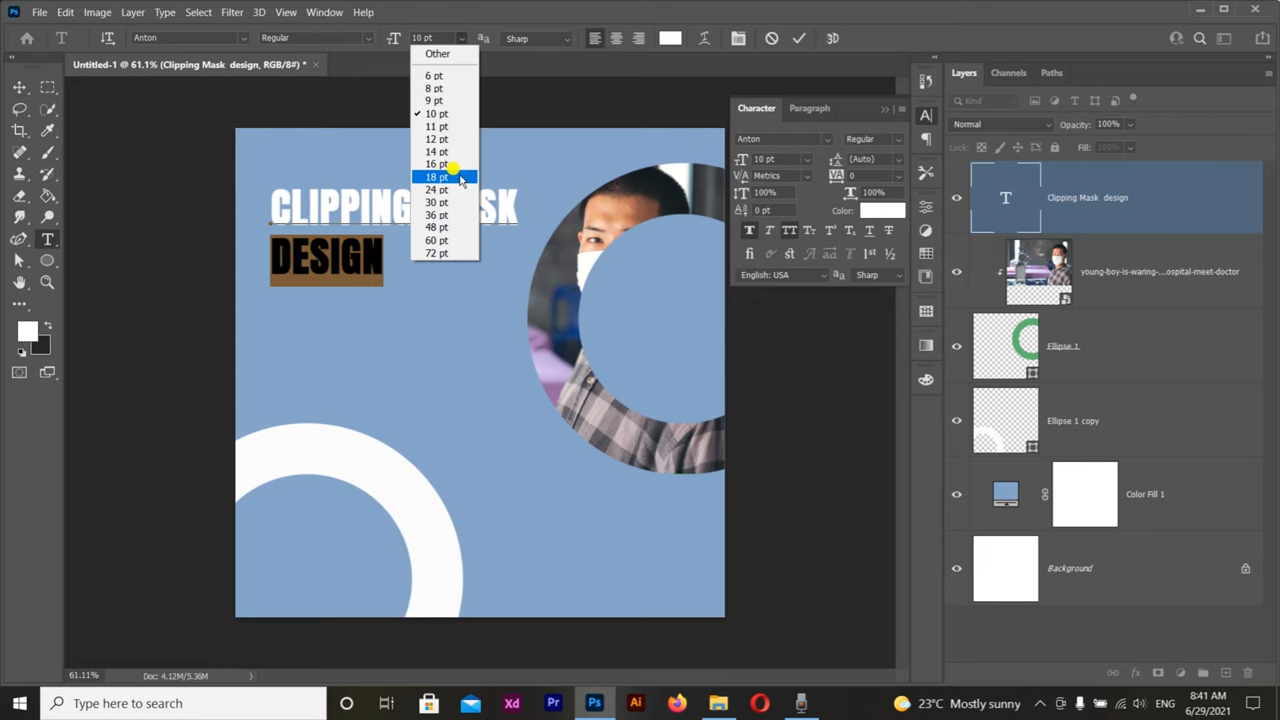 Ps File Edit Image Layer Type Select Filter 3D View Window Help
Anton Regular 10 pt Sharp 3D
Untitled-1 @ 61.1% (Clipping Mask design, RGB/8#) *
Other
6 pt
8 pt
9 pt
10 pt
11 pt
12 pt
14 pt
16 pt
18 pt
24 pt
30 pt
36 pt
48 pt
60 pt
72 pt
CLIPPING SK
DESIGN
Character Paragraph
Anton Regular
10 pt (Auto)
Metrics 0
100% 100%
0 pt Color:
English: USA Sharp
Layers Channels Paths
Kind
Normal Opacity: 100%
Lock: Fill: 100%
Clipping Mask design
young-boy-is-waring-...ospital-meet-doctor
Ellipse 1
Ellipse 1 copy
Color Fill 1
Background
61.11% Doc: 4.12M/5.36M
Type here to search
Xd Pr Ps Ai
23°C Mostly sunny
ENG
8:41 AM
6/29/2021